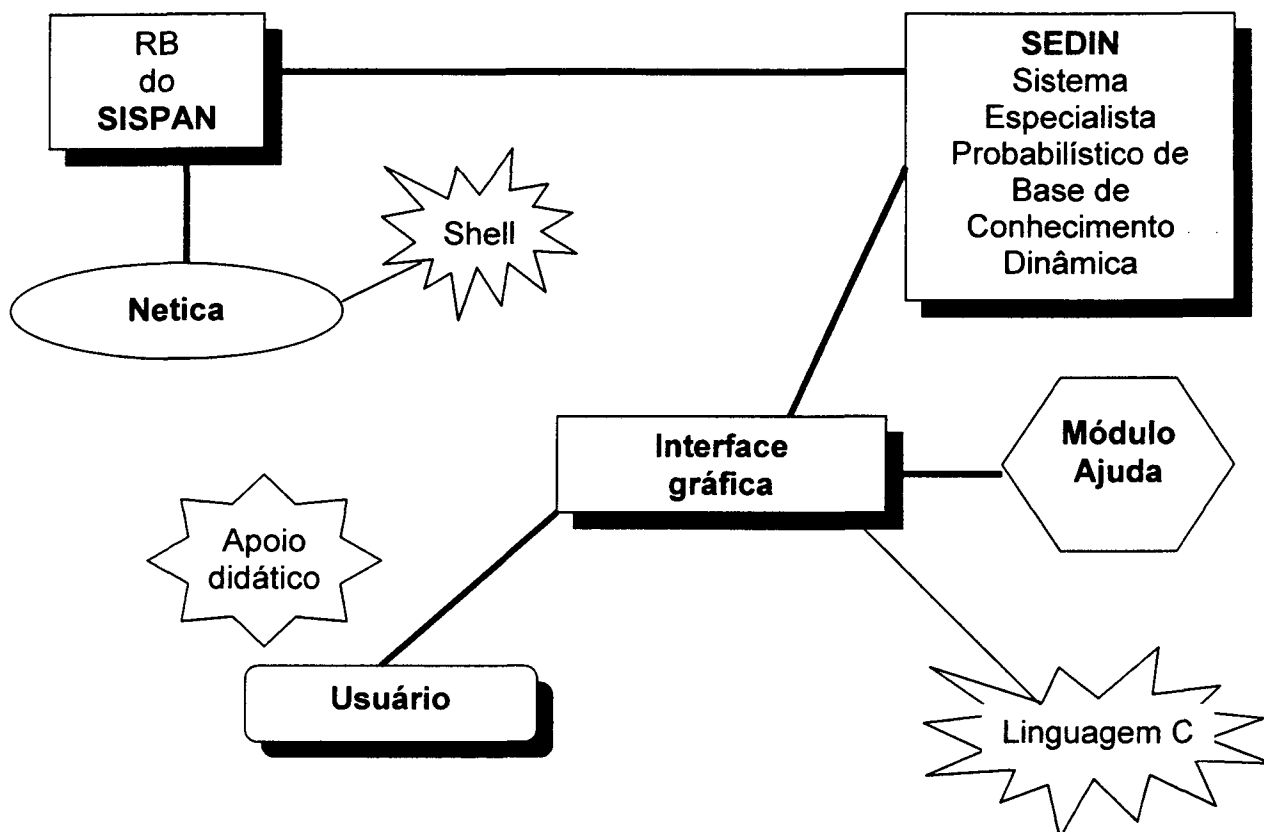 RB
do
SISPAN
SEDIN
Sistema
Especialista
Probabilístico de
Base de
Conhecimento
Dinâmica
Shell
Netica
Interface
gráfica
Módulo
Ajuda
Apoio
didático
Usuário
Linguagem C